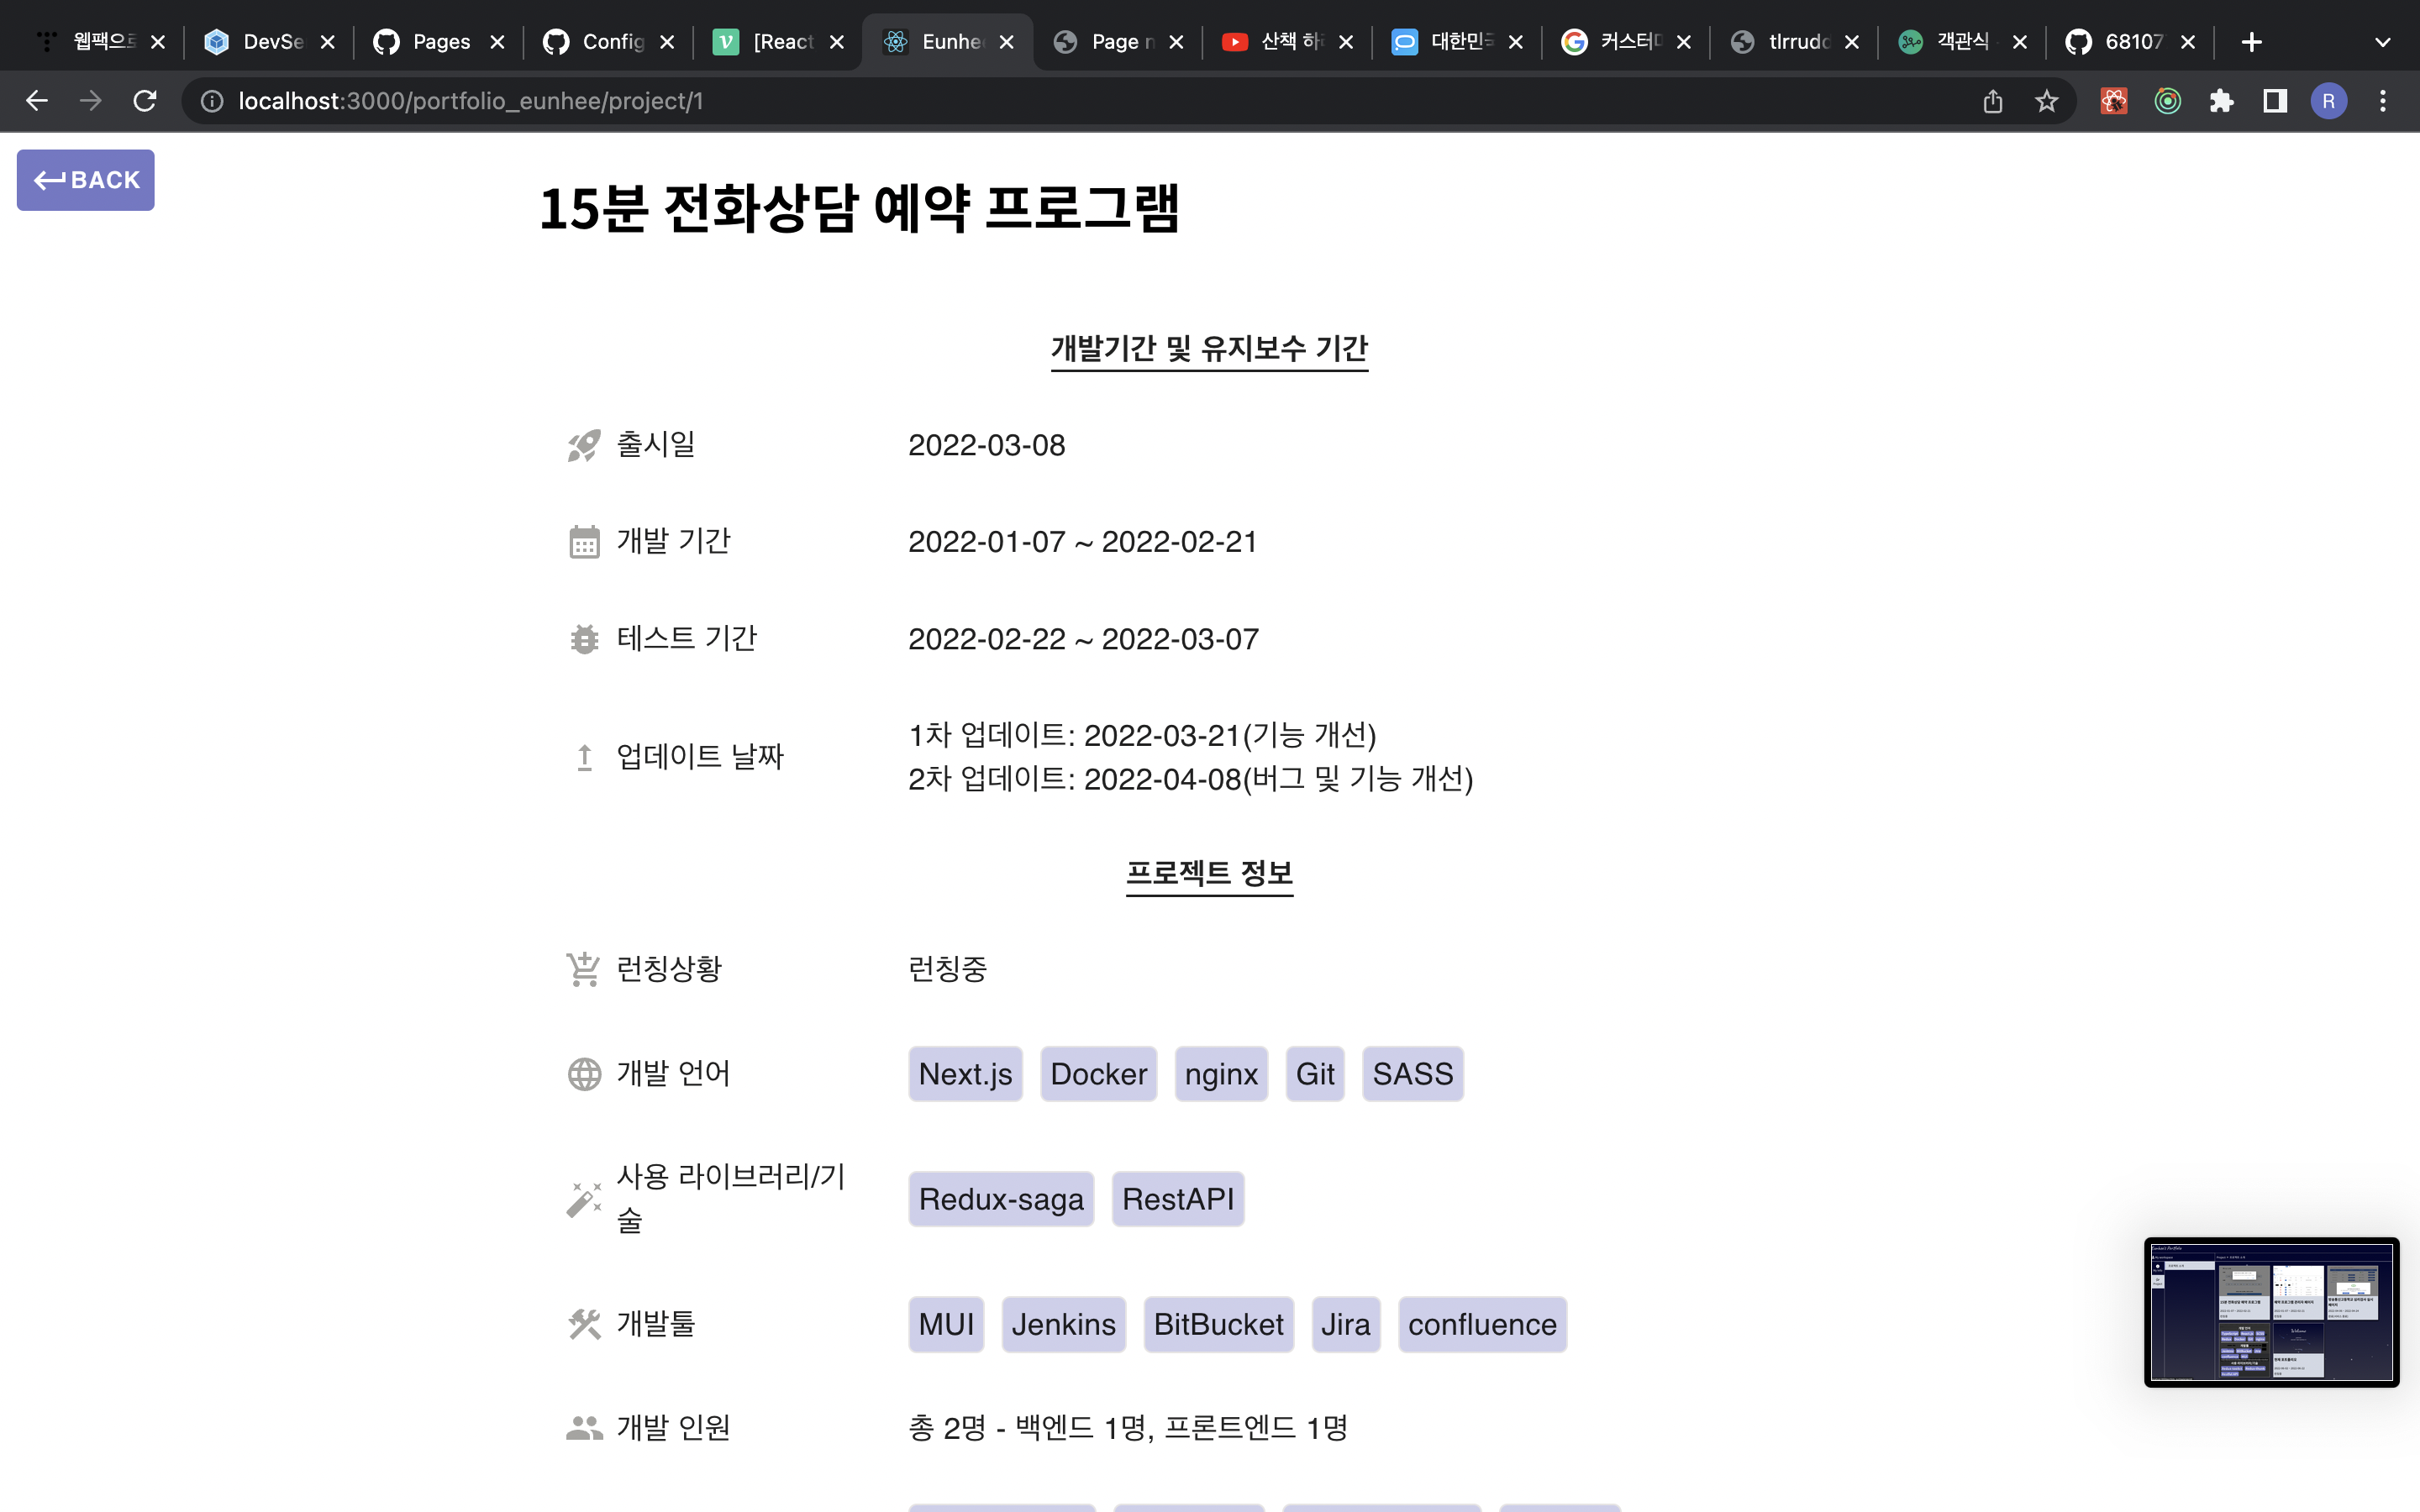 웹팩으로
DevSe
Pages
Config
[React
Eunhe
Page n
산책 하
대한민국
커스터
tlrrudd
객관식
68107
localhost:3000/portfolio_eunhee/project/1
R
BACK
15분 전화상담 예약 프로그램
개발기간 및 유지보수 기간
출시일
2022-03-08
개발 기간
2022-01-07 ~ 2022-02-21
테스트 기간
2022-02-22 ~ 2022-03-07
업데이트 날짜
1차 업데이트: 2022-03-21(기능 개선)
2차 업데이트: 2022-04-08(버그 및 기능 개선)
프로젝트 정보
런칭상황
런칭중
개발 언어
Next.js Docker nginx Git SASS
사용 라이브러리/기
술
Redux-saga RestAPI
개발툴
MUI Jenkins BitBucket Jira confluence
개발 인원
총 2명 - 백엔드 1명, 프론트엔드 1명